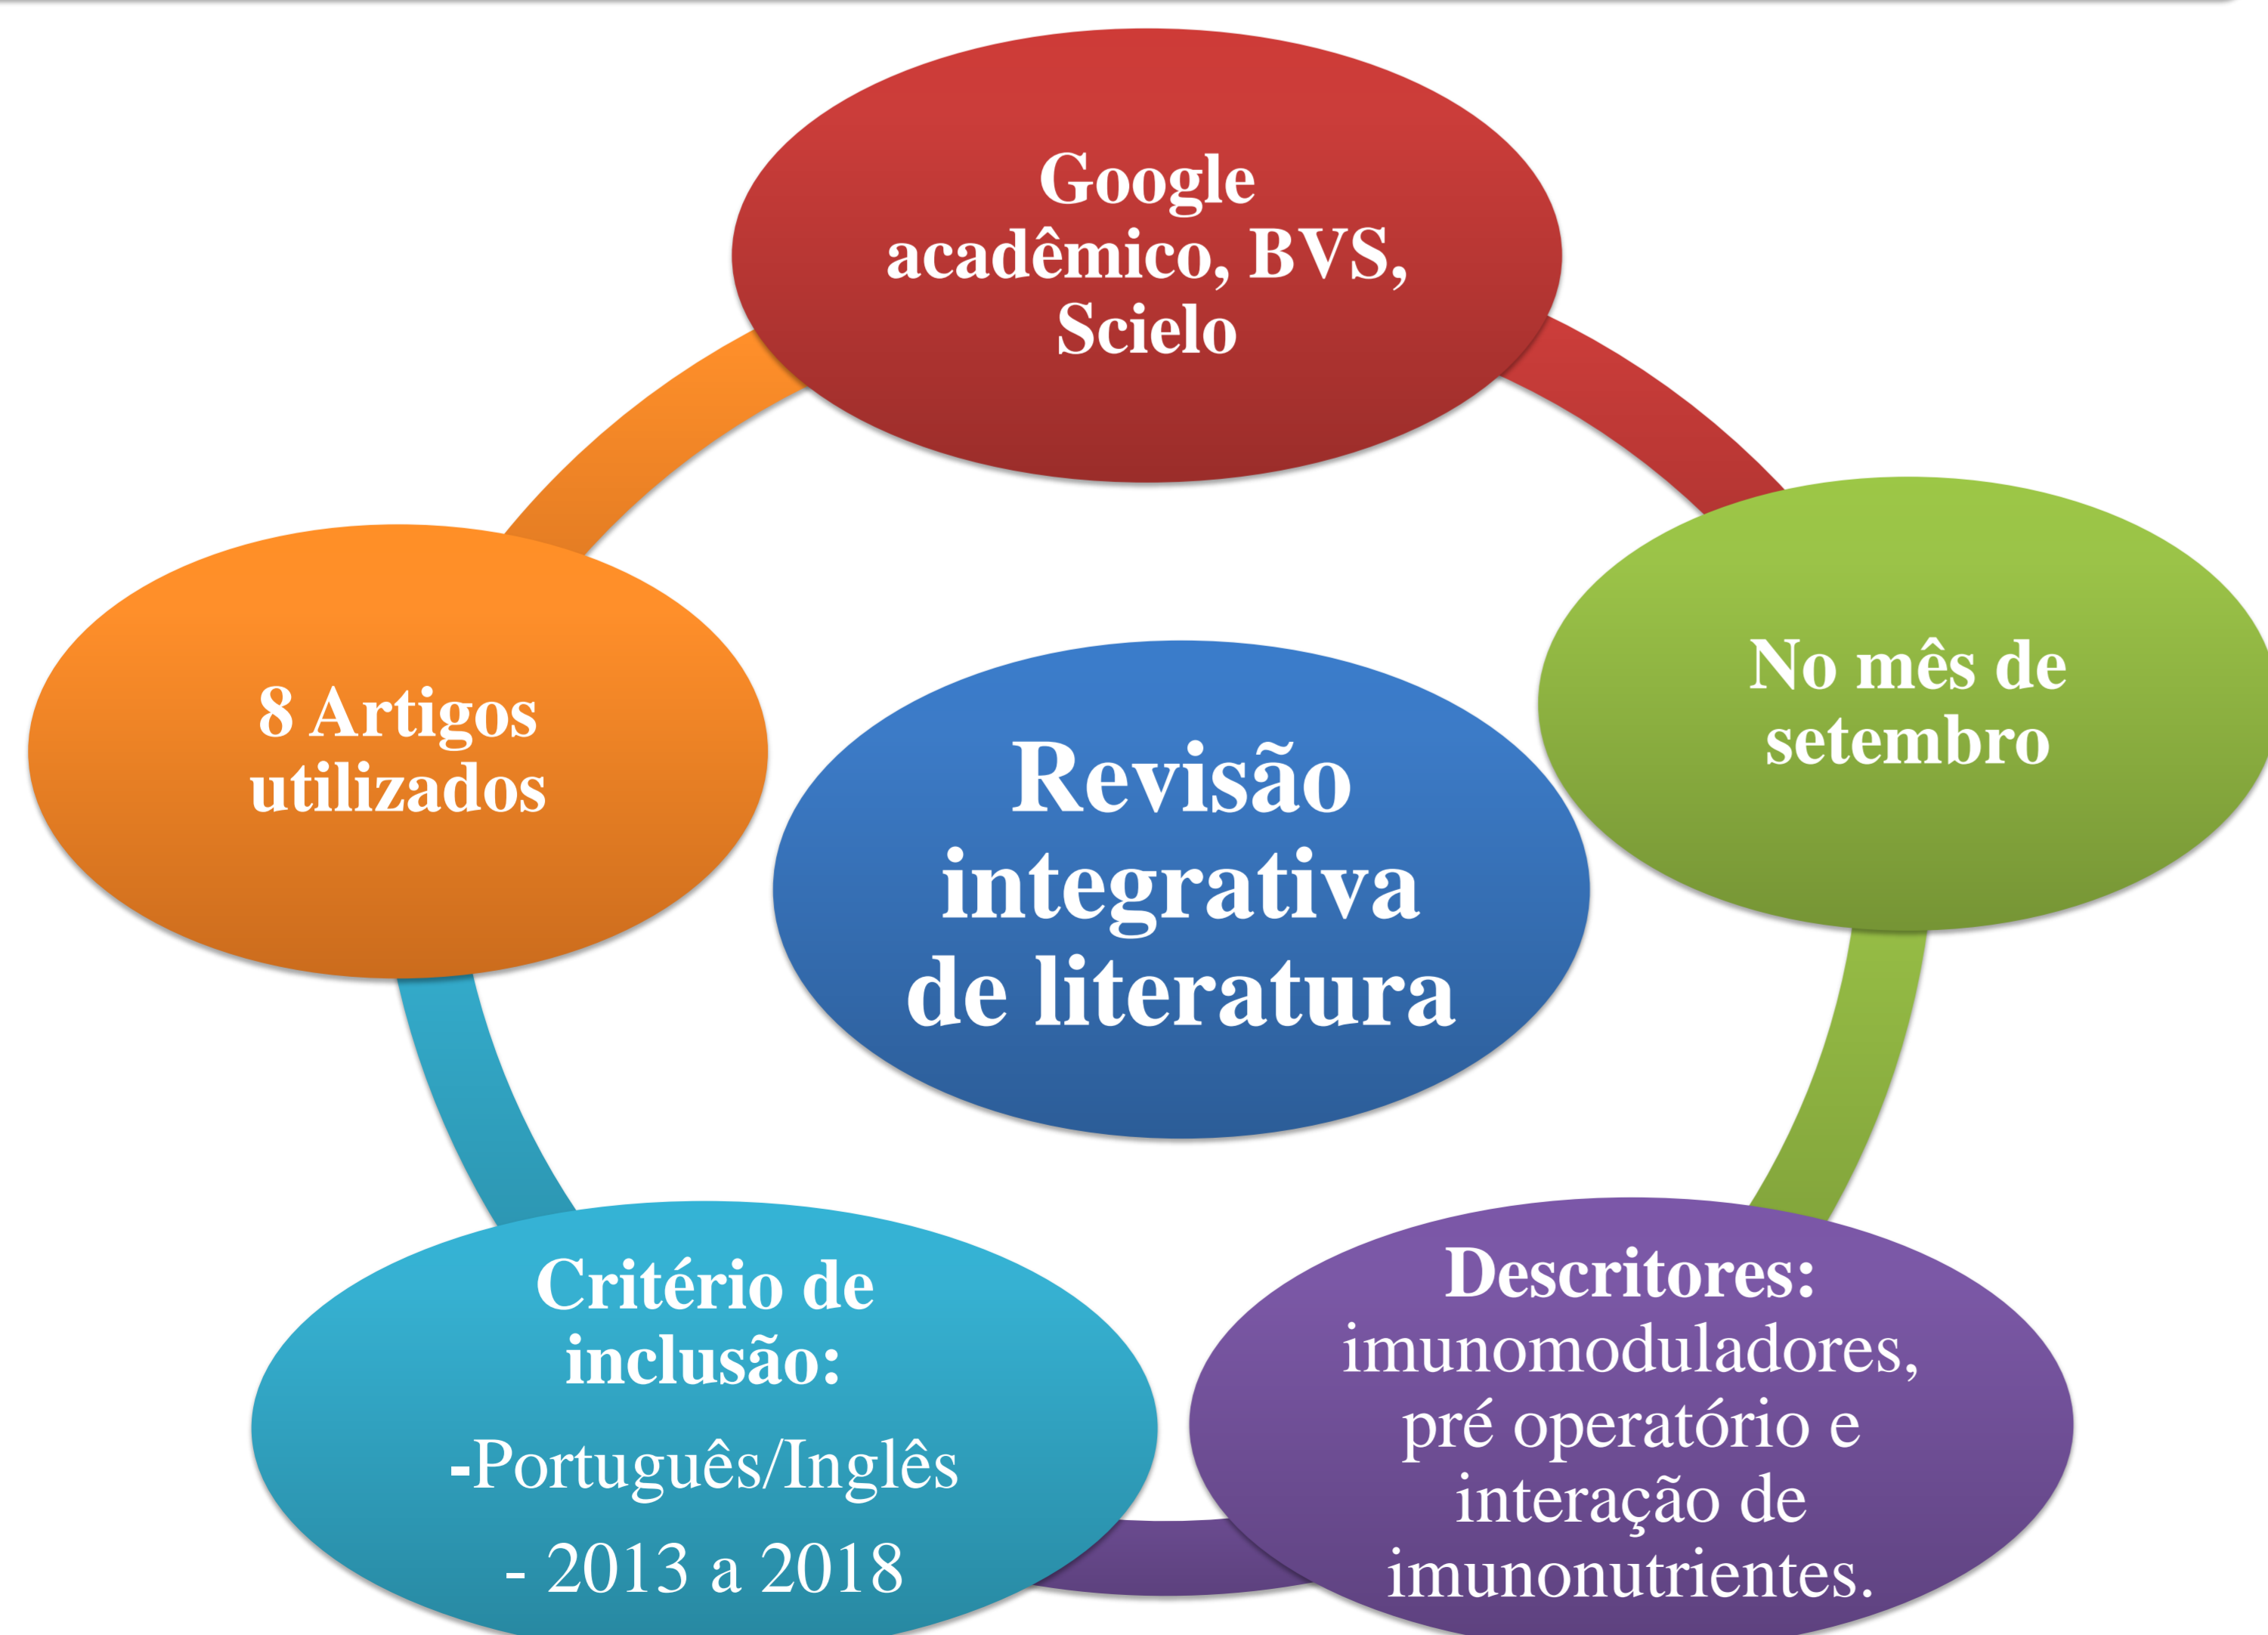 Google
acadêmico, BVS,
Scielo
No mês de
setembro
8 Artigos
utilizados
Revisão
integrativa
de literatura
Critério de
inclusão:
-Português/Inglês
- 2013 a 2018
Descritores:
imunomoduladores,
pré operatório e
interação de
imunonutrientes.